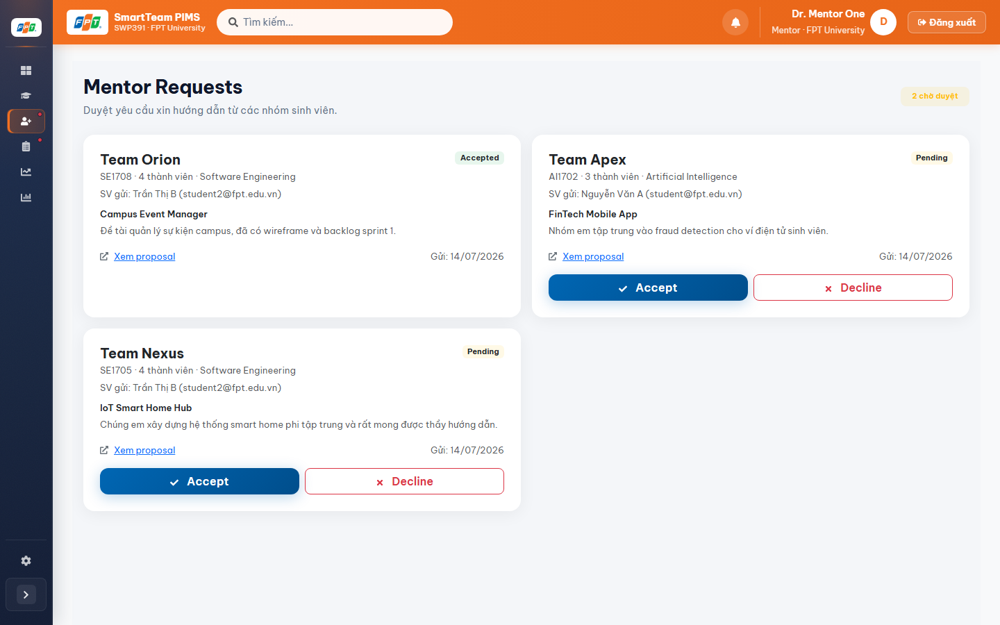 FPT
FPT
SmartTeam PIMS
SWP391 · FPT University
Tìm kiếm...
Dr. Mentor One
Mentor · FPT University
D
Đăng xuất
Mentor Requests
Duyệt yêu cầu xin hướng dẫn từ các nhóm sinh viên.
2 chờ duyệt
Team Orion
Accepted
SE1708 · 4 thành viên · Software Engineering
SV gửi: Trần Thị B (student2@fpt.edu.vn)
Campus Event Manager
Đề tài quản lý sự kiện campus, đã có wireframe và backlog sprint 1.
Xem proposal
Gửi: 14/07/2026
Team Apex
Pending
AI1702 · 3 thành viên · Artificial Intelligence
SV gửi: Nguyễn Văn A (student@fpt.edu.vn)
FinTech Mobile App
Nhóm em tập trung vào fraud detection cho ví điện tử sinh viên.
Xem proposal
Gửi: 14/07/2026
Accept
Decline
Team Nexus
Pending
SE1705 · 4 thành viên · Software Engineering
SV gửi: Trần Thị B (student2@fpt.edu.vn)
IoT Smart Home Hub
Chúng em xây dựng hệ thống smart home phi tập trung và rất mong được thầy hướng dẫn.
Xem proposal
Gửi: 14/07/2026
Accept
Decline